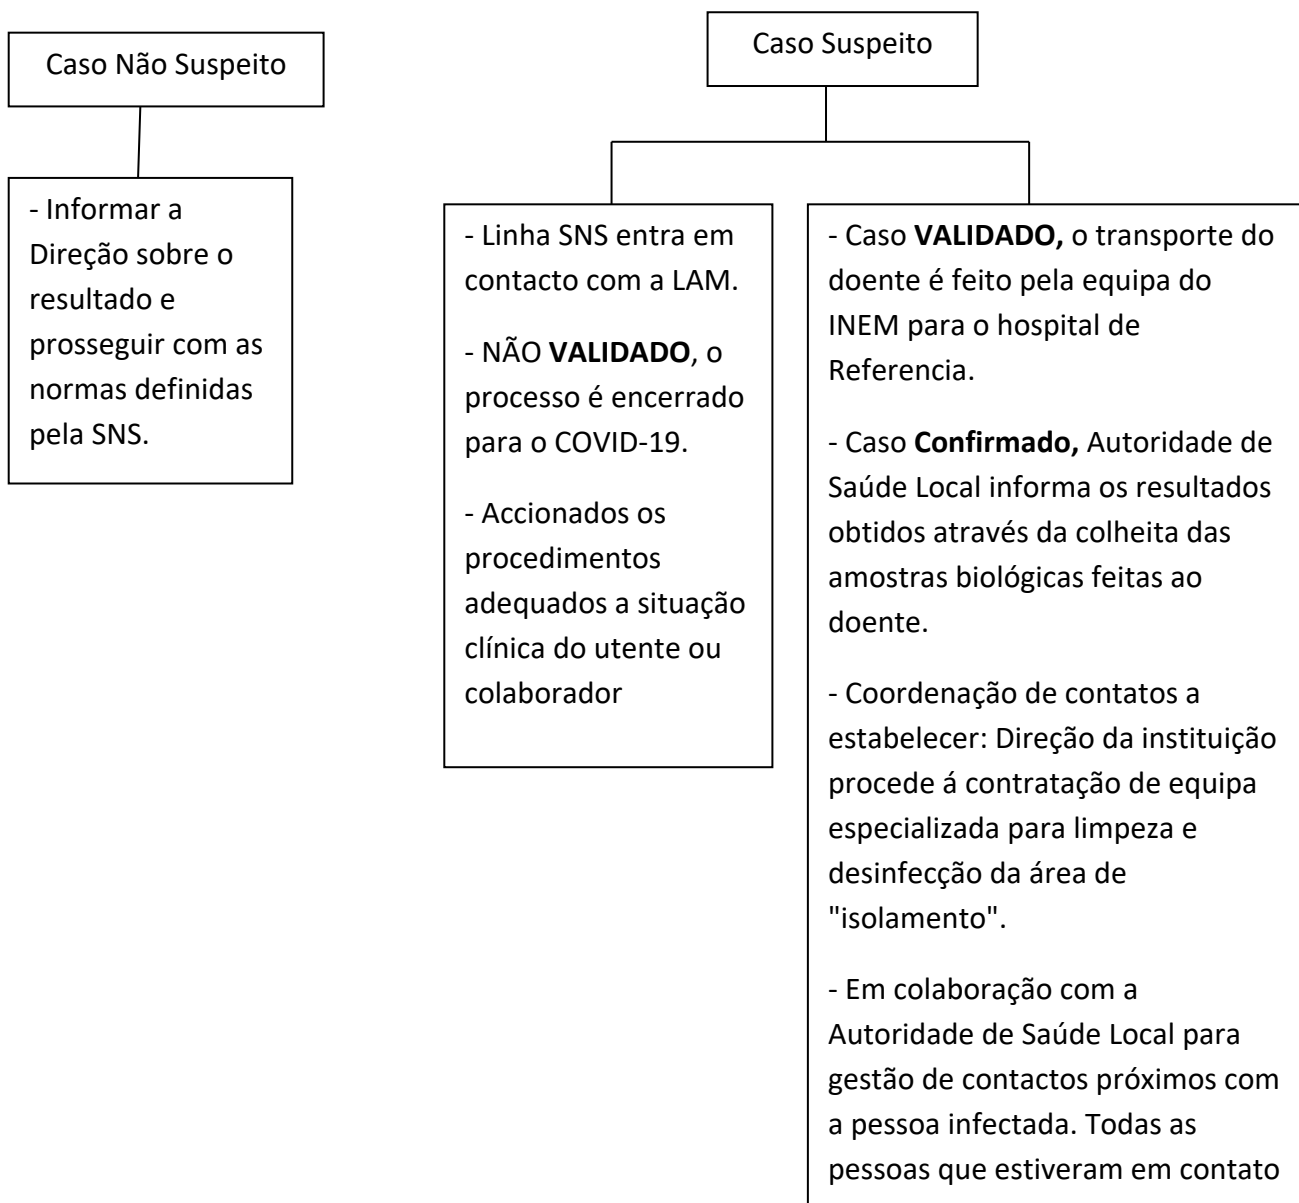 Caso Não Suspeito
- Informar a
Direção sobre o
resultado e
prosseguir com as
normas definidas
pela SNS.
Caso Suspeito
- Linha SNS entra em
contacto com a LAM.
- NÃO VALIDADO, o
processo é encerrado
para o COVID-19.
- Accionados os
procedimentos
adequados a situação
clínica do utente ou
colaborador
- Caso VALIDADO, o transporte do
doente é feito pela equipa do
INEM para o hospital de
Referencia.
- Caso Confirmado, Autoridade de
Saúde Local informa os resultados
obtidos através da colheita das
amostras biológicas feitas ao
doente.
- Coordenação de contatos a
estabelecer: Direção da instituição
procede á contratação de equipa
especializada para limpeza e
desinfecção da área de
"isolamento".
- Em colaboração com a
Autoridade de Saúde Local para
gestão de contactos próximos com
a pessoa infectada. Todas as
pessoas que estiveram em contato